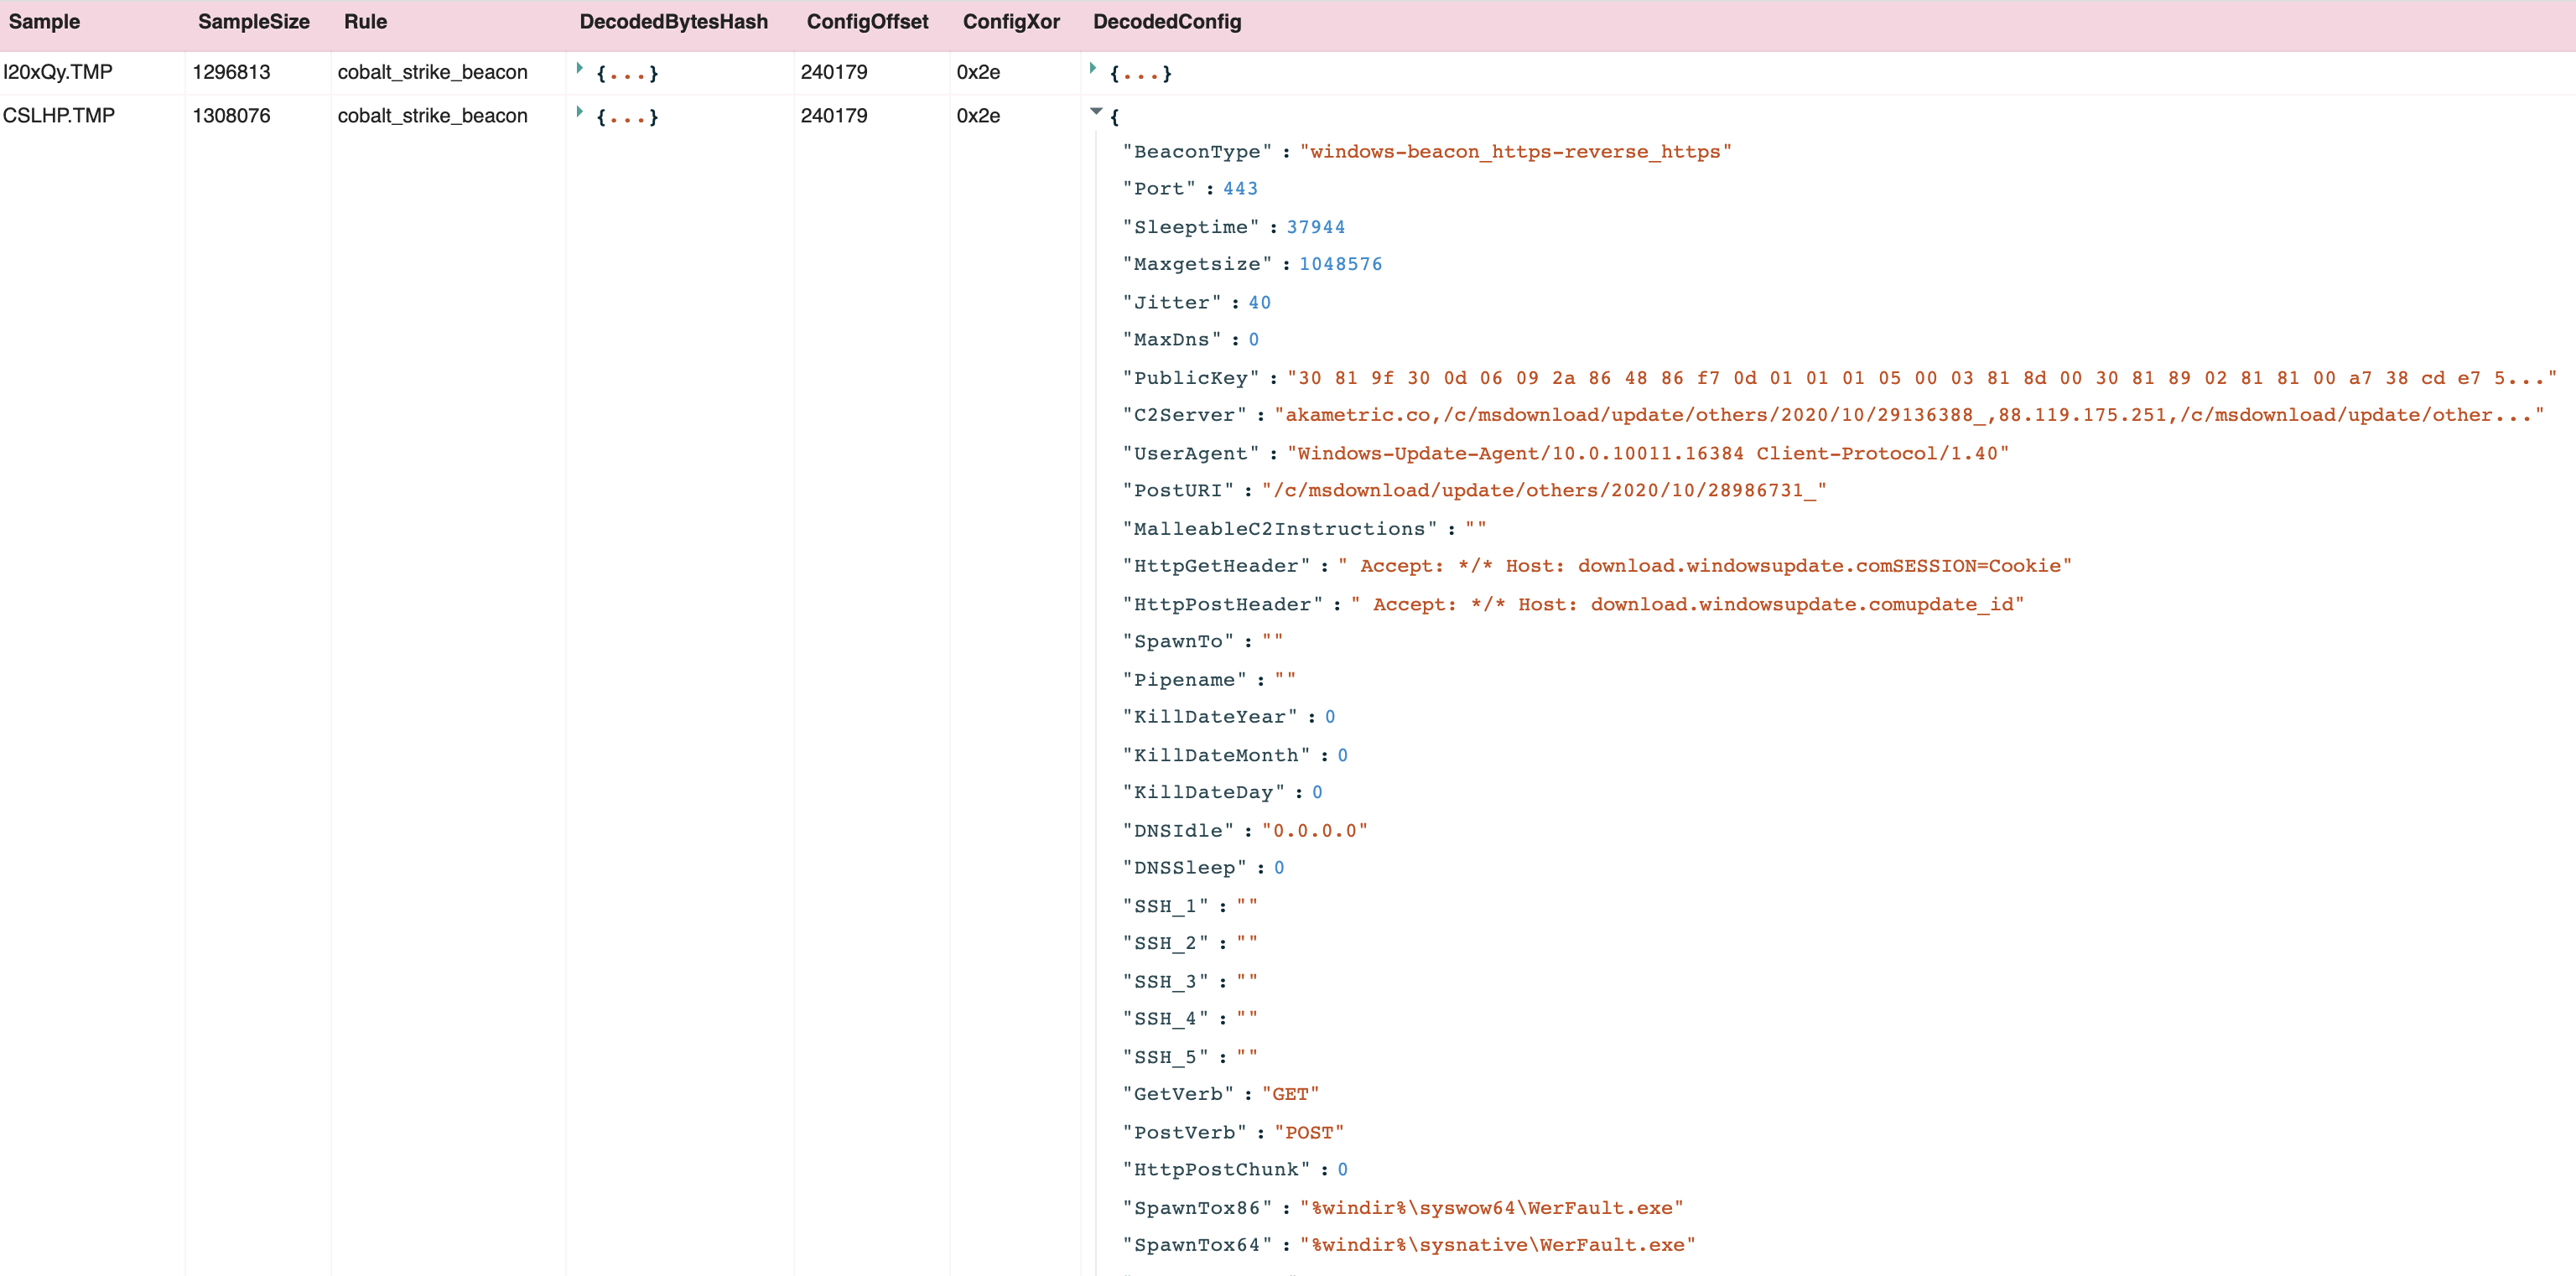 Sample SampleSize Rule DecodedBytesHash ConfigOffset ConfigXor DecodedConfig
I20xQy.TMP 1296813 cobalt_strike_beacon {...} 240179 0x2e {...}
CSLHP.TMP 1308076 cobalt_strike_beacon {...} 240179 0x2e {
"BeaconType" : "windows-beacon_https-reverse_https"
"Port" : 443
"Sleeptime" : 37944
"Maxgetsize" : 1048576
"Jitter" : 40
"MaxDns" : 0
"PublicKey" : "30 81 9f 30 0d 06 09 2a 86 48 86 f7 0d 01 01 01 05 00 03 81 8d 00 30 81 89 02 81 81 00 a7 38 cd e7 5..."
"C2Server" : "akametric.co,/c/msdownload/update/others/2020/10/29136388_,88.119.175.251,/c/msdownload/update/other..."
"UserAgent" : "Windows-Update-Agent/10.0.10011.16384 Client-Protocol/1.40"
"PostURI" : "/c/msdownload/update/others/2020/10/28986731_"
"MalleableC2Instructions" : ""
"HttpGetHeader" : " Accept: */* Host: download.windowsupdate.comSESSION=Cookie"
"HttpPostHeader" : " Accept: */* Host: download.windowsupdate.comupdate_id"
"SpawnTo" : ""
"Pipename" : ""
"KillDateYear" : 0
"KillDateMonth" : 0
"KillDateDay" : 0
"DNSIdle" : "0.0.0.0"
"DNSSleep" : 0
"SSH_1" : ""
"SSH_2" : ""
"SSH_3" : ""
"SSH_4" : ""
"SSH_5" : ""
"GetVerb" : "GET"
"PostVerb" : "POST"
"HttpPostChunk" : 0
"SpawnTox86" : "%windir%\syswow64\WerFault.exe"
"SpawnTox64" : "%windir%\sysnative\WerFault.exe"